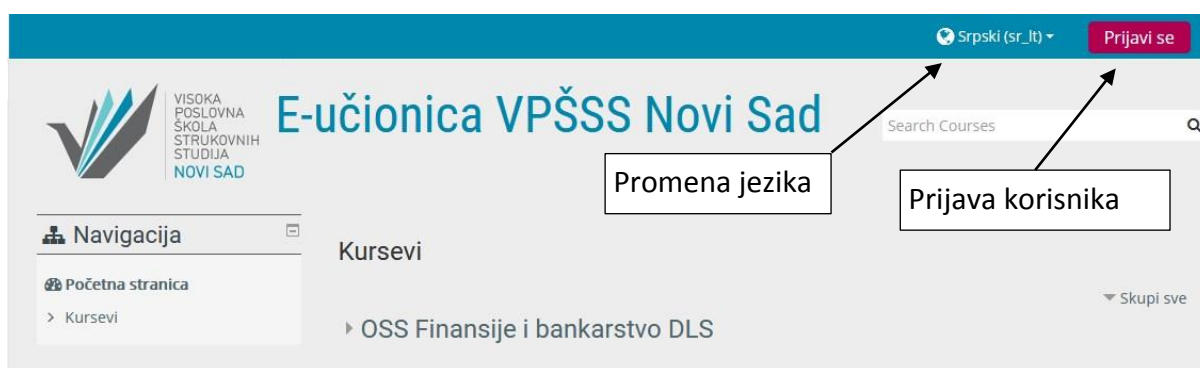 Srpski (sr_lt)
Prijavi se
VISOKA
POSLOVNA
ŠKOLA
STRUKOVNIH
STUDIJA
NOVI SAD
E-učionica VPŠSS Novi Sad
Search Courses
Promena jezika
Prijava korisnika
Navigacija
Početna stranica
Kursevi
Kursevi
Skupi sve
OSS Finansije i bankarstvo DLS